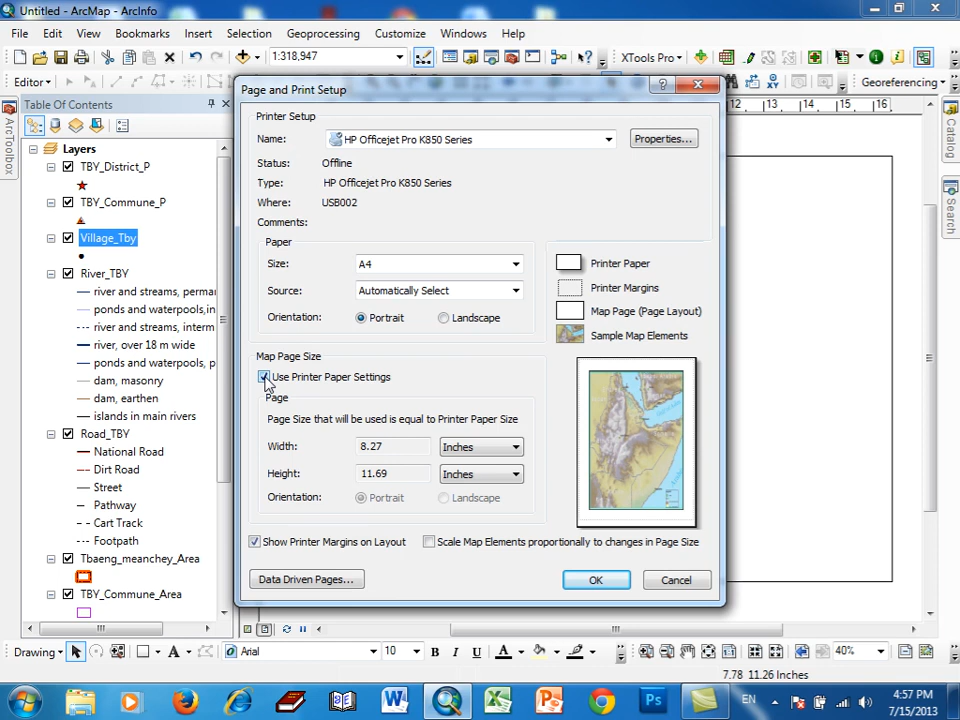 Untitled - ArcMap - ArcInfo
File Edit View Bookmarks Insert Selection Geoprocessing Customize Windows Help
1:318,947 XTools Pro
Editor Georeferencing
Table Of Contents
Layers
TBY_District_P
TBY_Commune_P
Village_Tby
River_TBY
river and streams, perma
ponds and waterpools,in
river and streams, interm
river, over 18 m wide
ponds and waterpools, p
dam, masonry
dam, earthen
islands in main rivers
Road_TBY
National Road
Dirt Road
Street
Pathway
Cart Track
Footpath
Tbaeng_meanchey_Area
TBY_Commune_Area
ArcToolbox
Page and Print Setup
Printer Setup
Name: HP Officejet Pro K850 Series Properties...
Status: Offline
Type: HP Officejet Pro K850 Series
Where: USB002
Comments:
Paper
Size: A4
Source: Automatically Select
Orientation: Portrait Landscape
Printer Paper
Printer Margins
Map Page (Page Layout)
Sample Map Elements
Map Page Size
Use Printer Paper Settings
Page
Page Size that will be used is equal to Printer Paper Size
Width: 8.27 Inches
Height: 11.69 Inches
Orientation: Portrait Landscape
Show Printer Margins on Layout Scale Map Elements proportionally to changes in Page Size
Data Driven Pages... OK Cancel
12 13 14 15 16
Catalog
Search
Drawing A Arial 10 B I U A 40%
7.78 11.26 Inches
EN 4:57 PM
7/15/2013